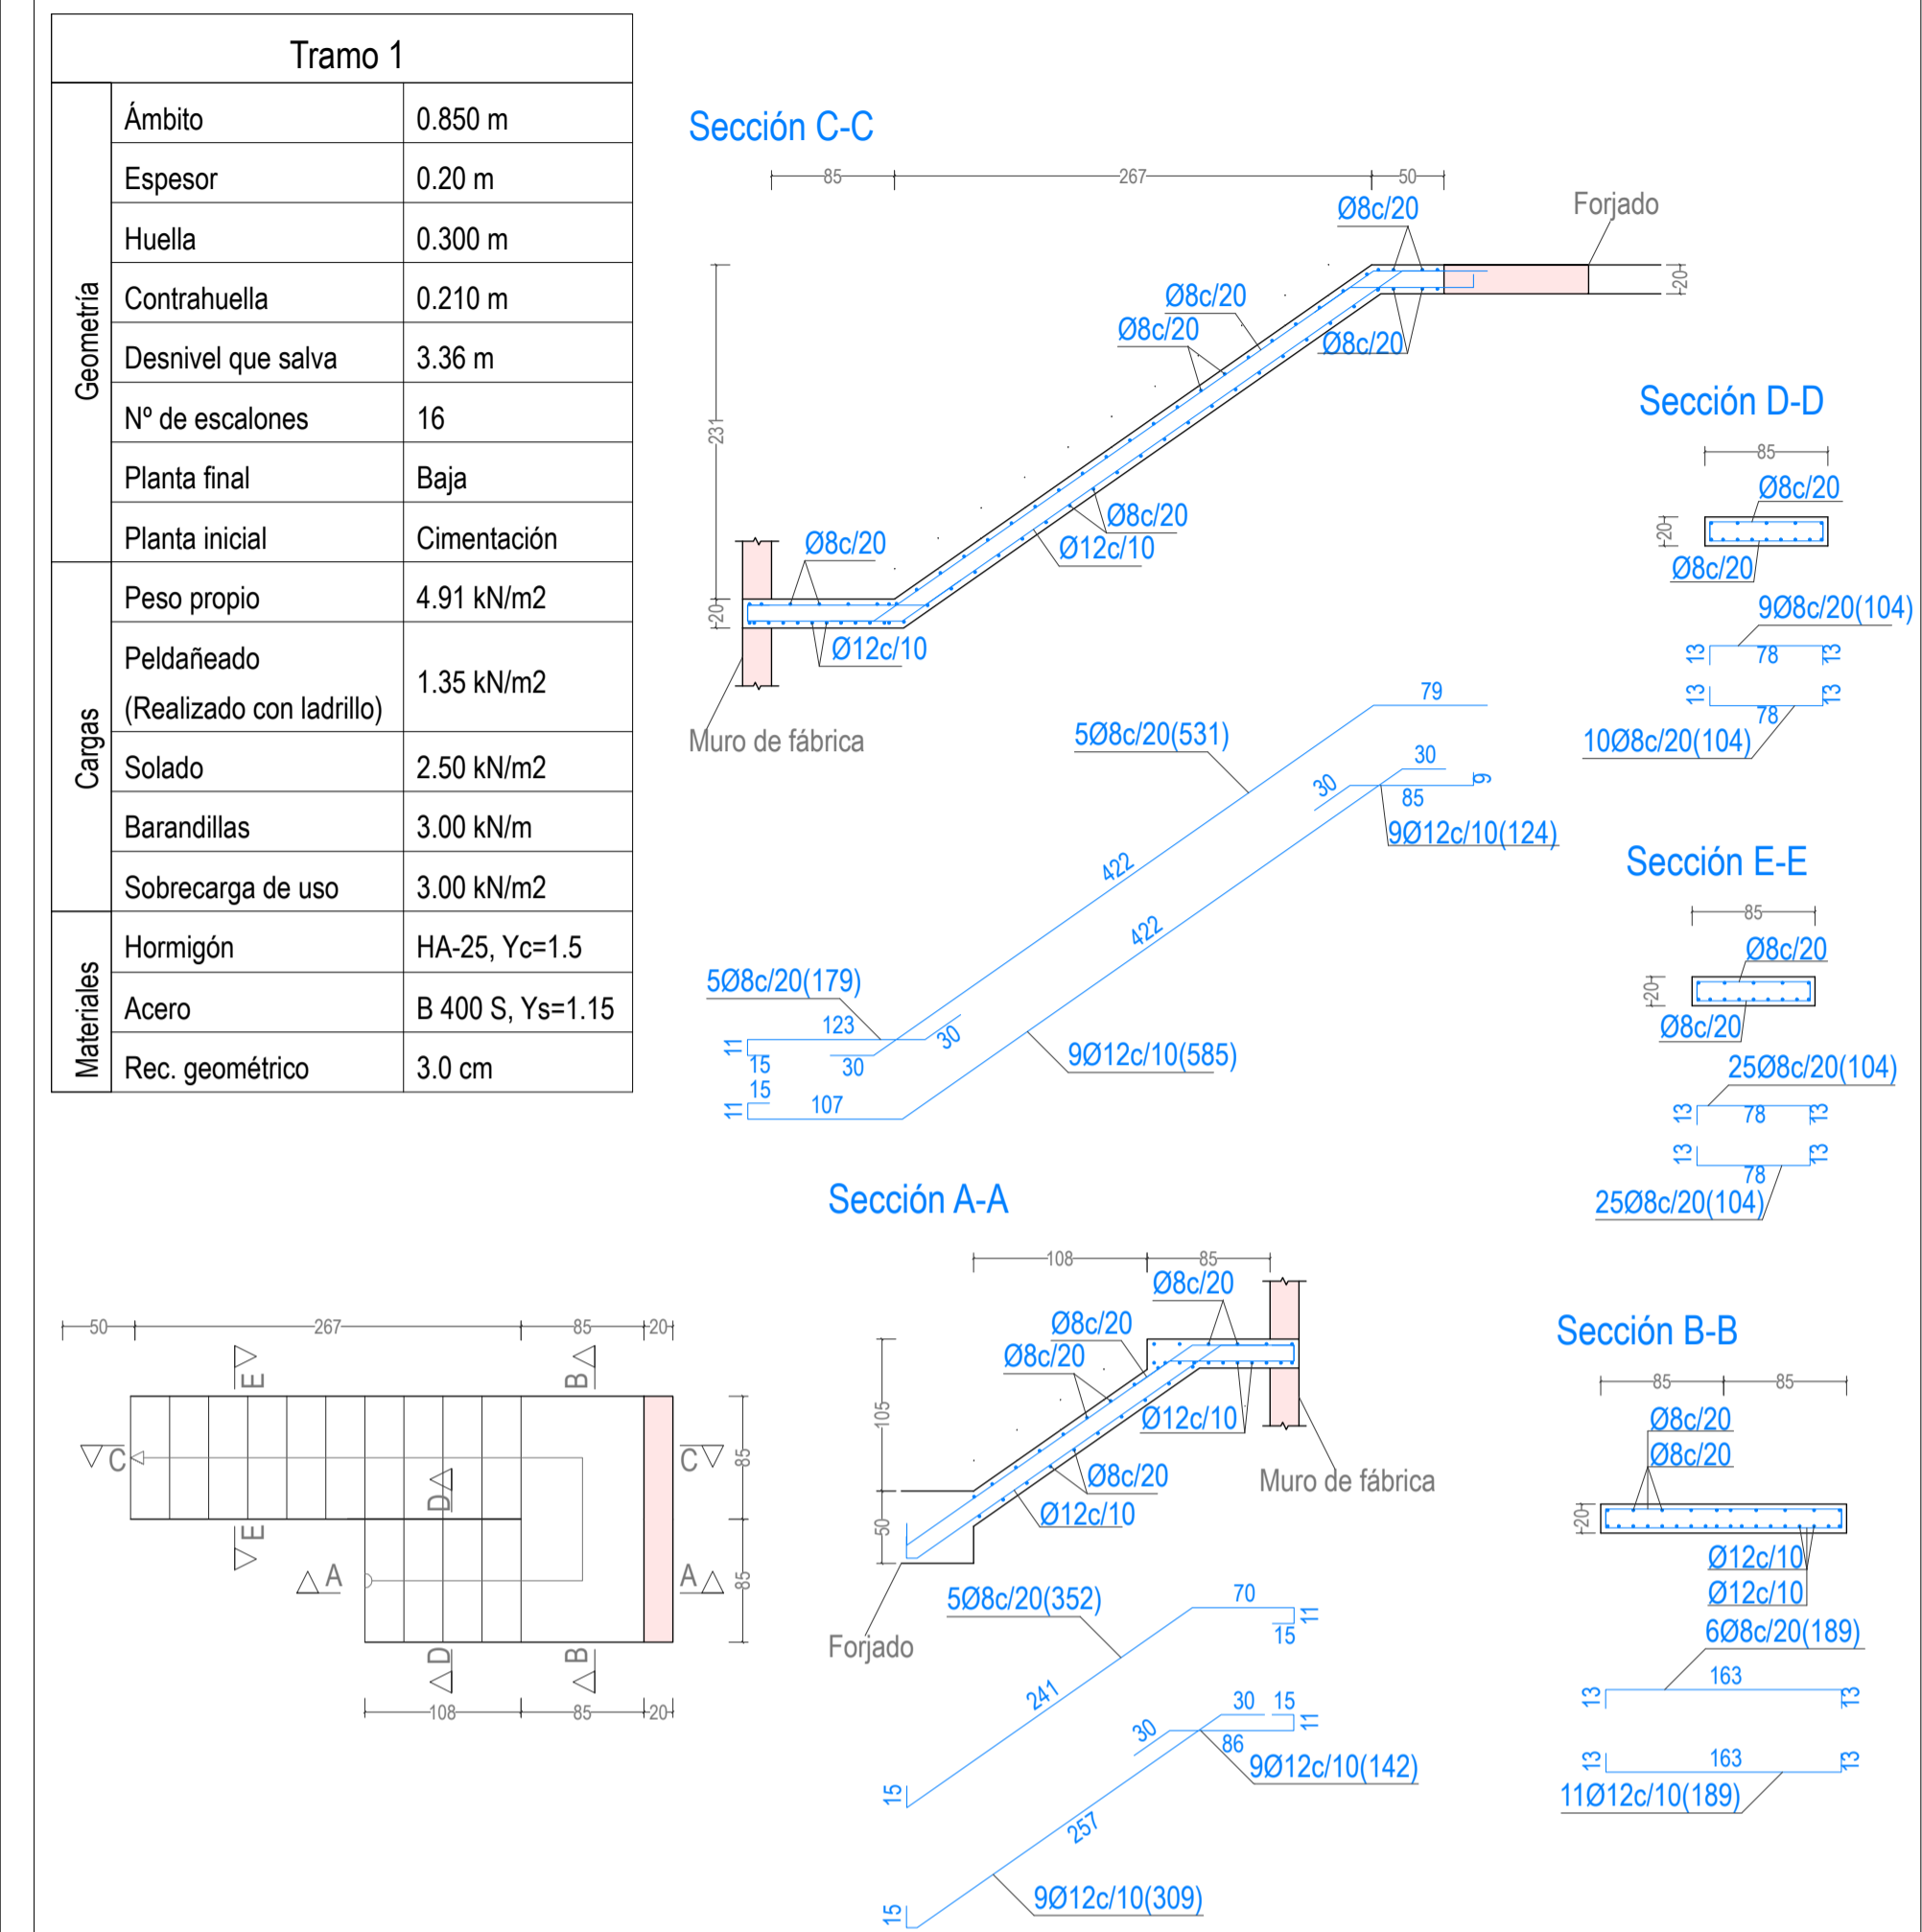 Tramo 1
Geometría
Ámbito 0.850 m
Espesor 0.20 m
Huella 0.300 m
Contrahuella 0.210 m
Desnivel que salva 3.36 m
Nº de escalones 16
Planta final Baja
Planta inicial Cimentación
Cargas
Peso propio 4.91 kN/m2
Peldañeado
(Realizado con ladrillo) 1.35 kN/m2
Solado 2.50 kN/m2
Barandillas 3.00 kN/m
Sobrecarga de uso 3.00 kN/m2
Materiales
Hormigón HA-25, Yc=1.5
Acero B 400 S, Ys=1.15
Rec. geométrico 3.0 cm
Sección C-C
85 267 50
Ø8c/20
Forjado
20
Ø8c/20
Ø8c/20
Ø8c/20
231
Ø8c/20
Ø12c/10
Ø8c/20
20
Ø12c/10
Muro de fábrica
79
5Ø8c/20(531)
30
30
85
9
9Ø12c/10(124)
422
422
5Ø8c/20(179)
123
11
15
30
30
9Ø12c/10(585)
15
11
107
Sección D-D
85
Ø8c/20
20
Ø8c/20
9Ø8c/20(104)
13 78 13
13 78 13
10Ø8c/20(104)
Sección E-E
85
Ø8c/20
20
Ø8c/20
25Ø8c/20(104)
13 78 13
13 78 13
25Ø8c/20(104)
Sección A-A
108 85
Ø8c/20
Ø8c/20
Ø8c/20
105
Ø12c/10
Ø8c/20
Muro de fábrica
50
Ø12c/10
Forjado
5Ø8c/20(352)
70
11
15
241
15
30 15
11
30
86
9Ø12c/10(142)
257
15
9Ø12c/10(309)
Sección B-B
85 85
Ø8c/20
Ø8c/20
20
Ø12c/10
Ø12c/10
6Ø8c/20(189)
13 163 13
13 163 13
11Ø12c/10(189)
50 267 85 20
E B
C C
85
D
E
A A
85
D B
108 85 20